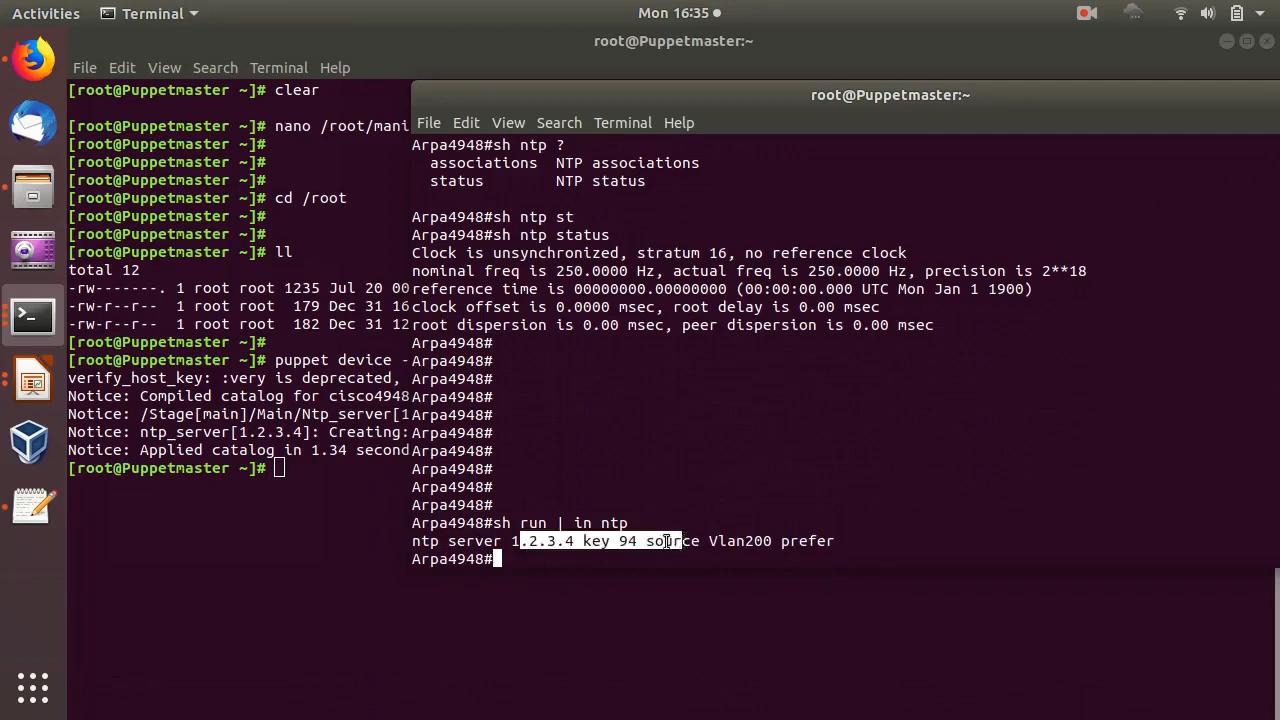 Activities Terminal Mon 16:35
root@Puppetmaster:~
File Edit View Search Terminal Help
[root@Puppetmaster ~]# clear
[root@Puppetmaster ~]# nano /root/mani
[root@Puppetmaster ~]#
[root@Puppetmaster ~]#
[root@Puppetmaster ~]#
[root@Puppetmaster ~]# cd /root
[root@Puppetmaster ~]#
[root@Puppetmaster ~]#
[root@Puppetmaster ~]# ll
total 12
-rw-------. 1 root root 1235 Jul 20 00
-rw-r--r-- 1 root root 179 Dec 31 16
-rw-r--r-- 1 root root 182 Dec 31 12
[root@Puppetmaster ~]#
[root@Puppetmaster ~]# puppet device -
verify_host_key: :very is deprecated,
Notice: Compiled catalog for cisco4948
Notice: /Stage[main]/Main/Ntp_server[1
Notice: ntp_server[1.2.3.4]: Creating:
Notice: Applied catalog in 1.34 second
[root@Puppetmaster ~]#
root@Puppetmaster:~
File Edit View Search Terminal Help
Arpa4948#sh ntp ?
associations NTP associations
status NTP status
Arpa4948#sh ntp st
Arpa4948#sh ntp status
Clock is unsynchronized, stratum 16, no reference clock
nominal freq is 250.0000 Hz, actual freq is 250.0000 Hz, precision is 2**18
reference time is 00000000.00000000 (00:00:00.000 UTC Mon Jan 1 1900)
clock offset is 0.0000 msec, root delay is 0.00 msec
root dispersion is 0.00 msec, peer dispersion is 0.00 msec
Arpa4948#
Arpa4948#
Arpa4948#
Arpa4948#
Arpa4948#
Arpa4948#
Arpa4948#
Arpa4948#
Arpa4948#
Arpa4948#
Arpa4948#sh run | in ntp
ntp server 1.2.3.4 key 94 source Vlan200 prefer
Arpa4948#